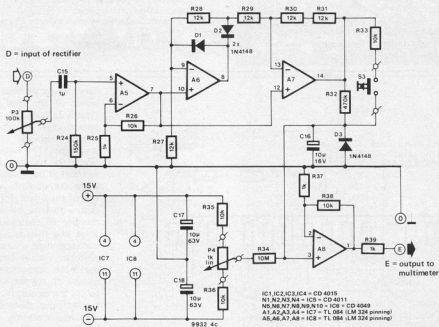 R28
12k
R29
12k
R30
12k
R31
12k
R33
10k
D1
D2
2x
1N4148
D = input of rectifier
D
C15
1μ
P3
100k
R24
150k
R25
1k
R26
10k
R27
12k
5
6
7
A5
9
10
8
A6
13
12
14
A7
R32
470k
S3
C16
10μ
16V
D3
1N4148
0
0
15V
15V
4
11
IC7
4
11
IC8
C17
10μ
63V
C18
10μ
63V
R35
10k
P4
1k
lin
R36
10k
R34
10M
R37
1k
R38
10k
2
3
1
A8
R39
1k
E
E = output to
multimeter
9932 4c
IC1,IC2,IC3,IC4 = CD 4015
N1,N2,N3,N4 = IC5 = CD 4011
N5,N6,N7,N8,N9,N10 = IC6 = CD 4049
A1,A2,A3,A4 = IC7 = TL 084 (LM 324 pinning)
A5,A6,A7,A8 = IC8 = TL 084 (LM 324 pinning)